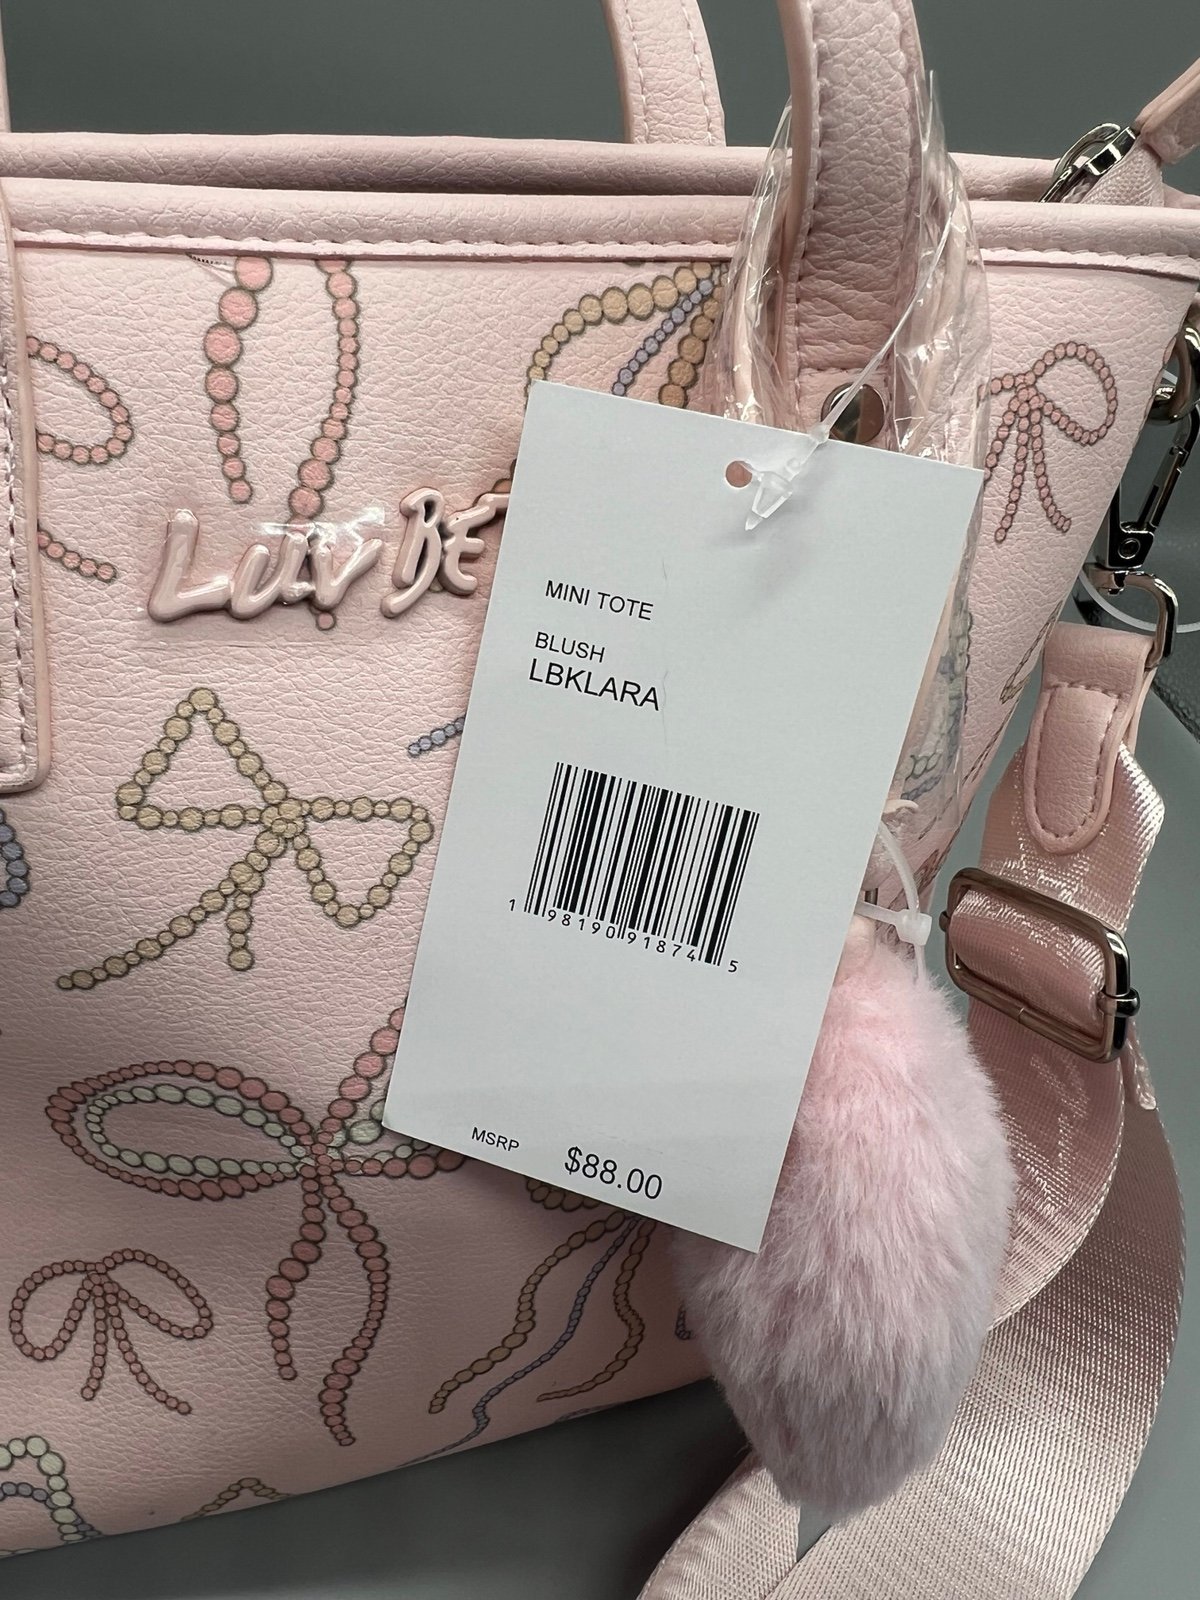 LUV BE
MINI TOTE
BLUSH
LBKLARA
1 98190 91874 5
MSRP $88.00